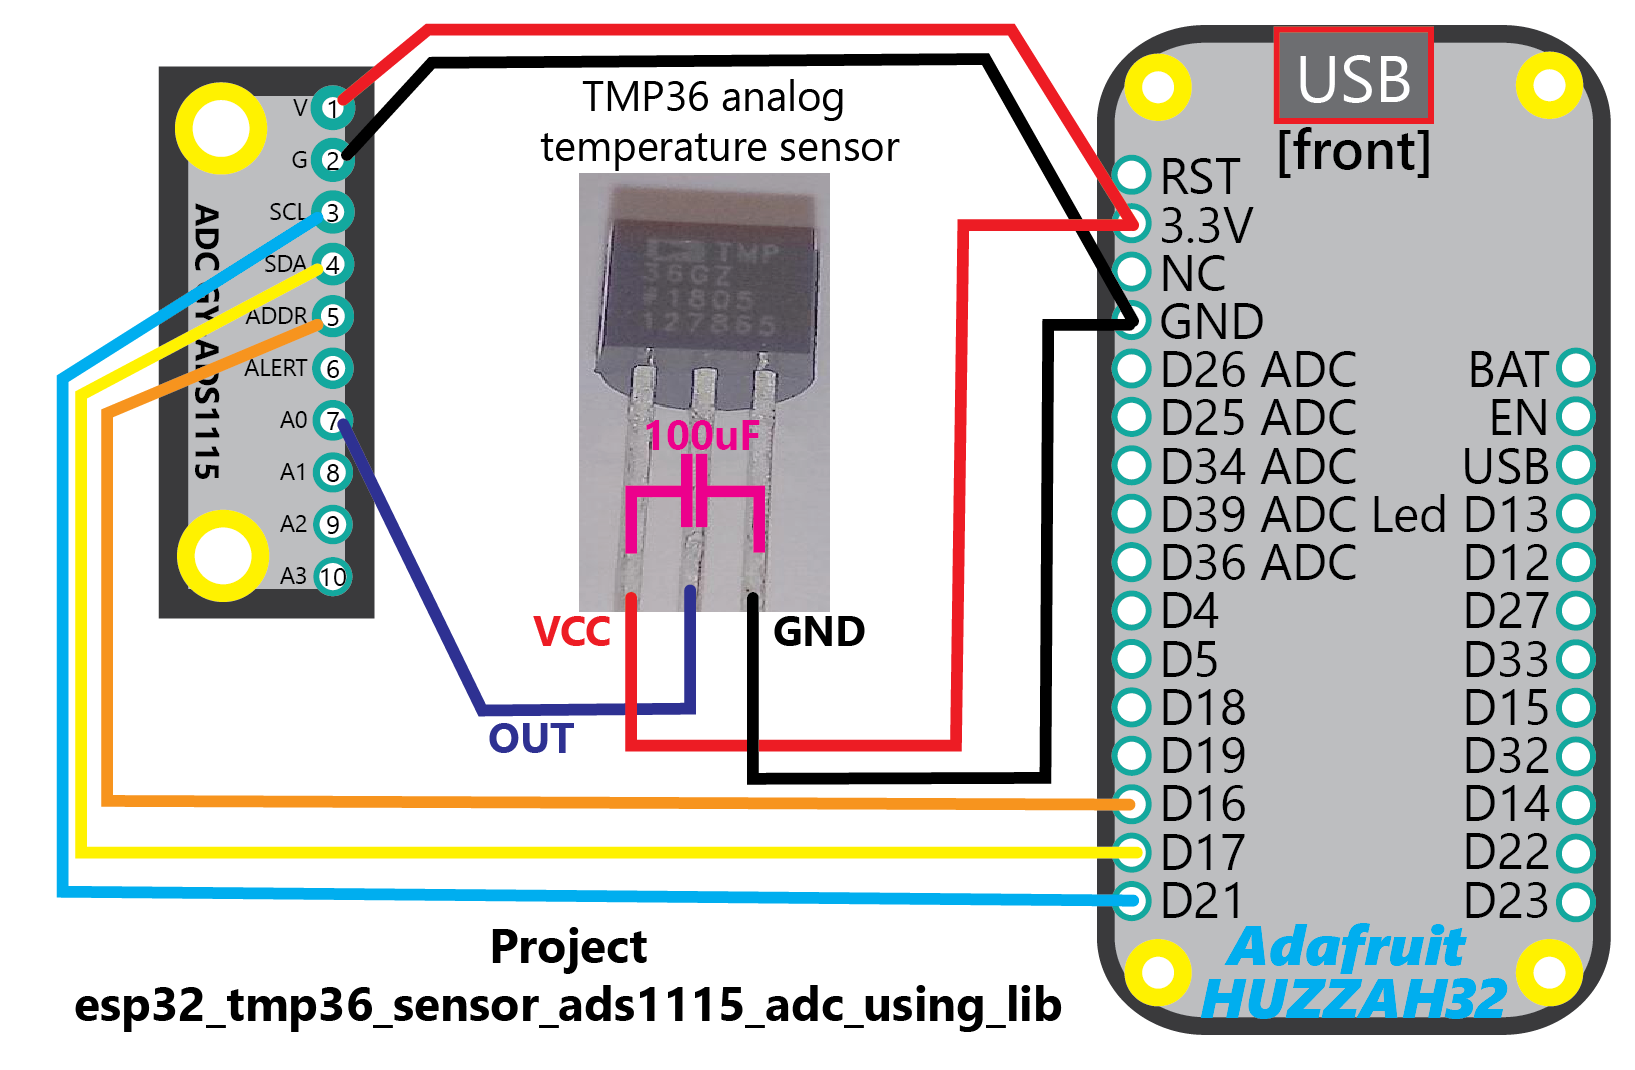 V 1
G 2
SCL 3
SDA 4
ADDR 5
ALERT 6
A0 7
A1 8
A2 9
A3 10
ADC GY-ADS1115
TMP36 analog
temperature sensor
TMP
36GZ
#1805
127865
100uF
VCC
GND
OUT
USB
[front]
RST
3.3V
NC
GND
D26 ADC
D25 ADC
D34 ADC
D39 ADC
D36 ADC
D4
D5
D18
D19
D16
D17
D21
BAT
EN
USB
Led D13
D12
D27
D33
D15
D32
D14
D22
D23
Adafruit
HUZZAH32
Project
esp32_tmp36_sensor_ads1115_adc_using_lib